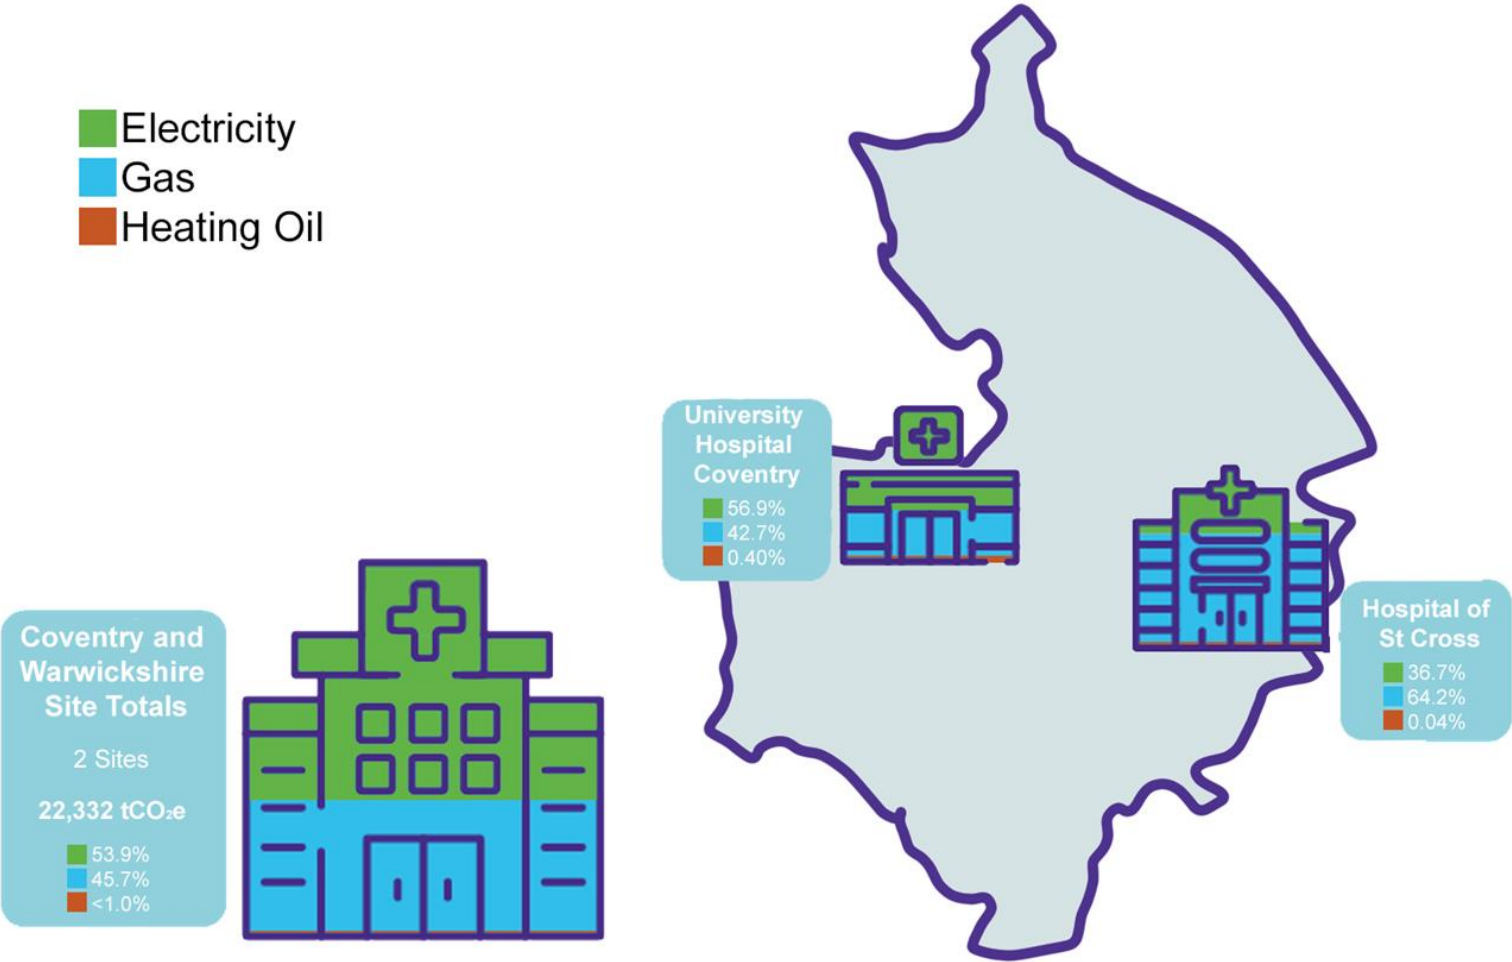 Electricity
Gas
Heating Oil
University
Hospital
Coventry
56.9%
42.7%
0.40%
Hospital of
St Cross
36.7%
64.2%
0.04%
Coventry and
Warwickshire
Site Totals
2 Sites
22,332 tCO₂e
53.9%
45.7%
<1.0%